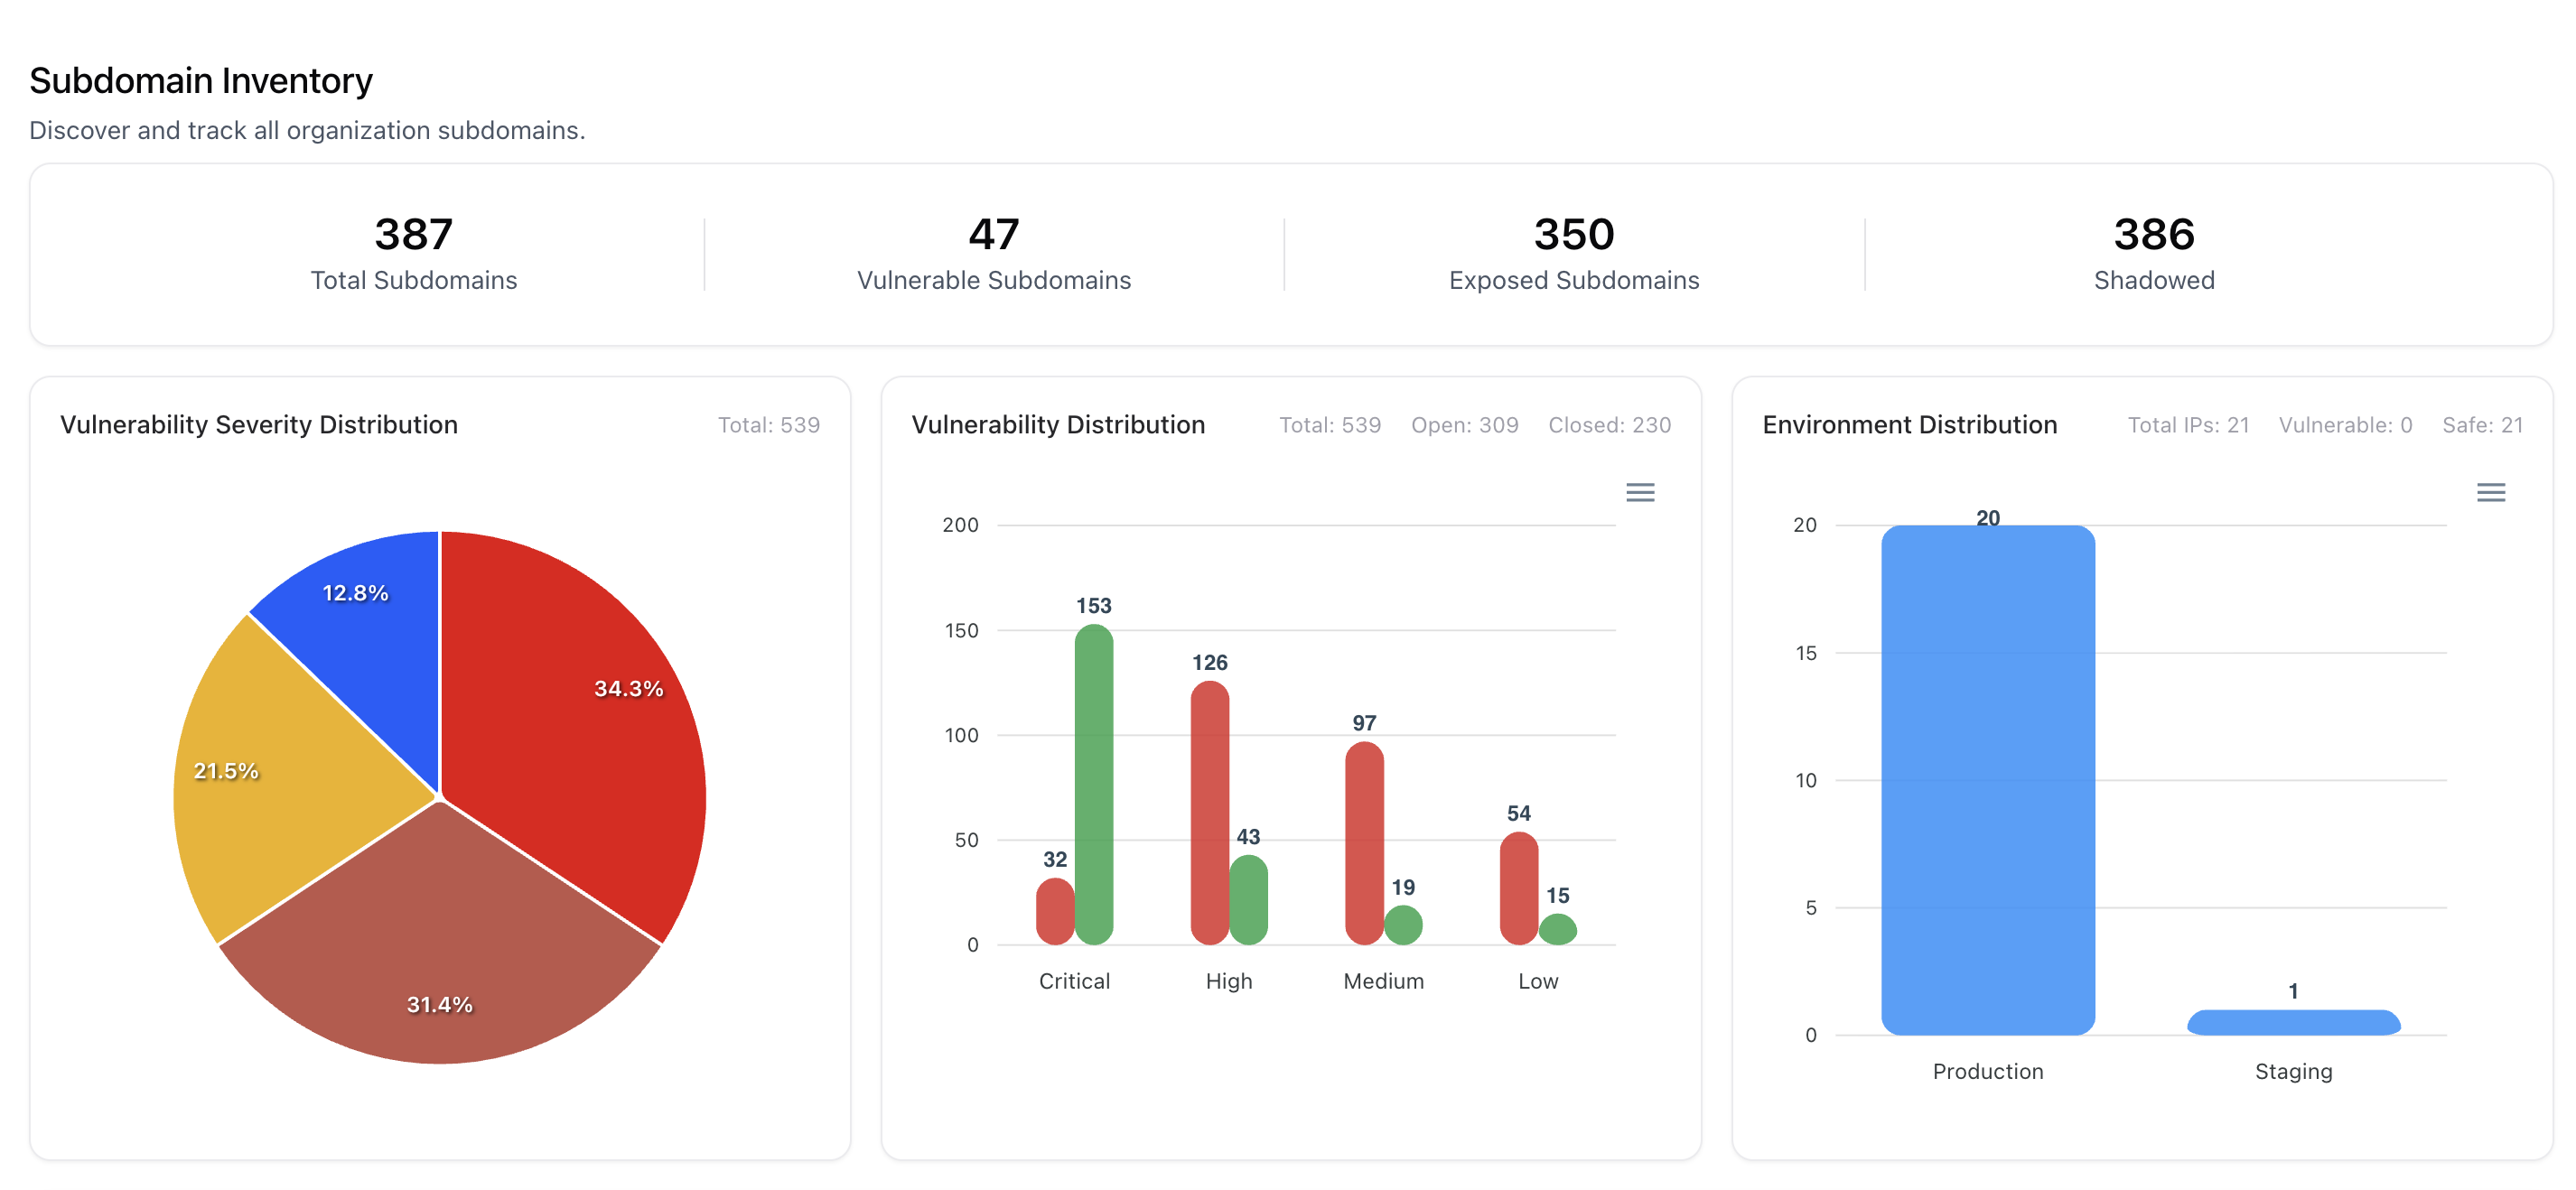 Subdomain Inventory
Discover and track all organization subdomains.
387
Total Subdomains
47
Vulnerable Subdomains
350
Exposed Subdomains
386
Shadowed
Vulnerability Severity Distribution
Total: 539
12.8%
34.3%
21.5%
31.4%
Vulnerability Distribution
Total: 539
Open: 309
Closed: 230
200
150
100
50
0
32
153
126
43
97
19
54
15
Critical
High
Medium
Low
Environment Distribution
Total IPs: 21
Vulnerable: 0
Safe: 21
20
15
10
5
0
20
1
Production
Staging